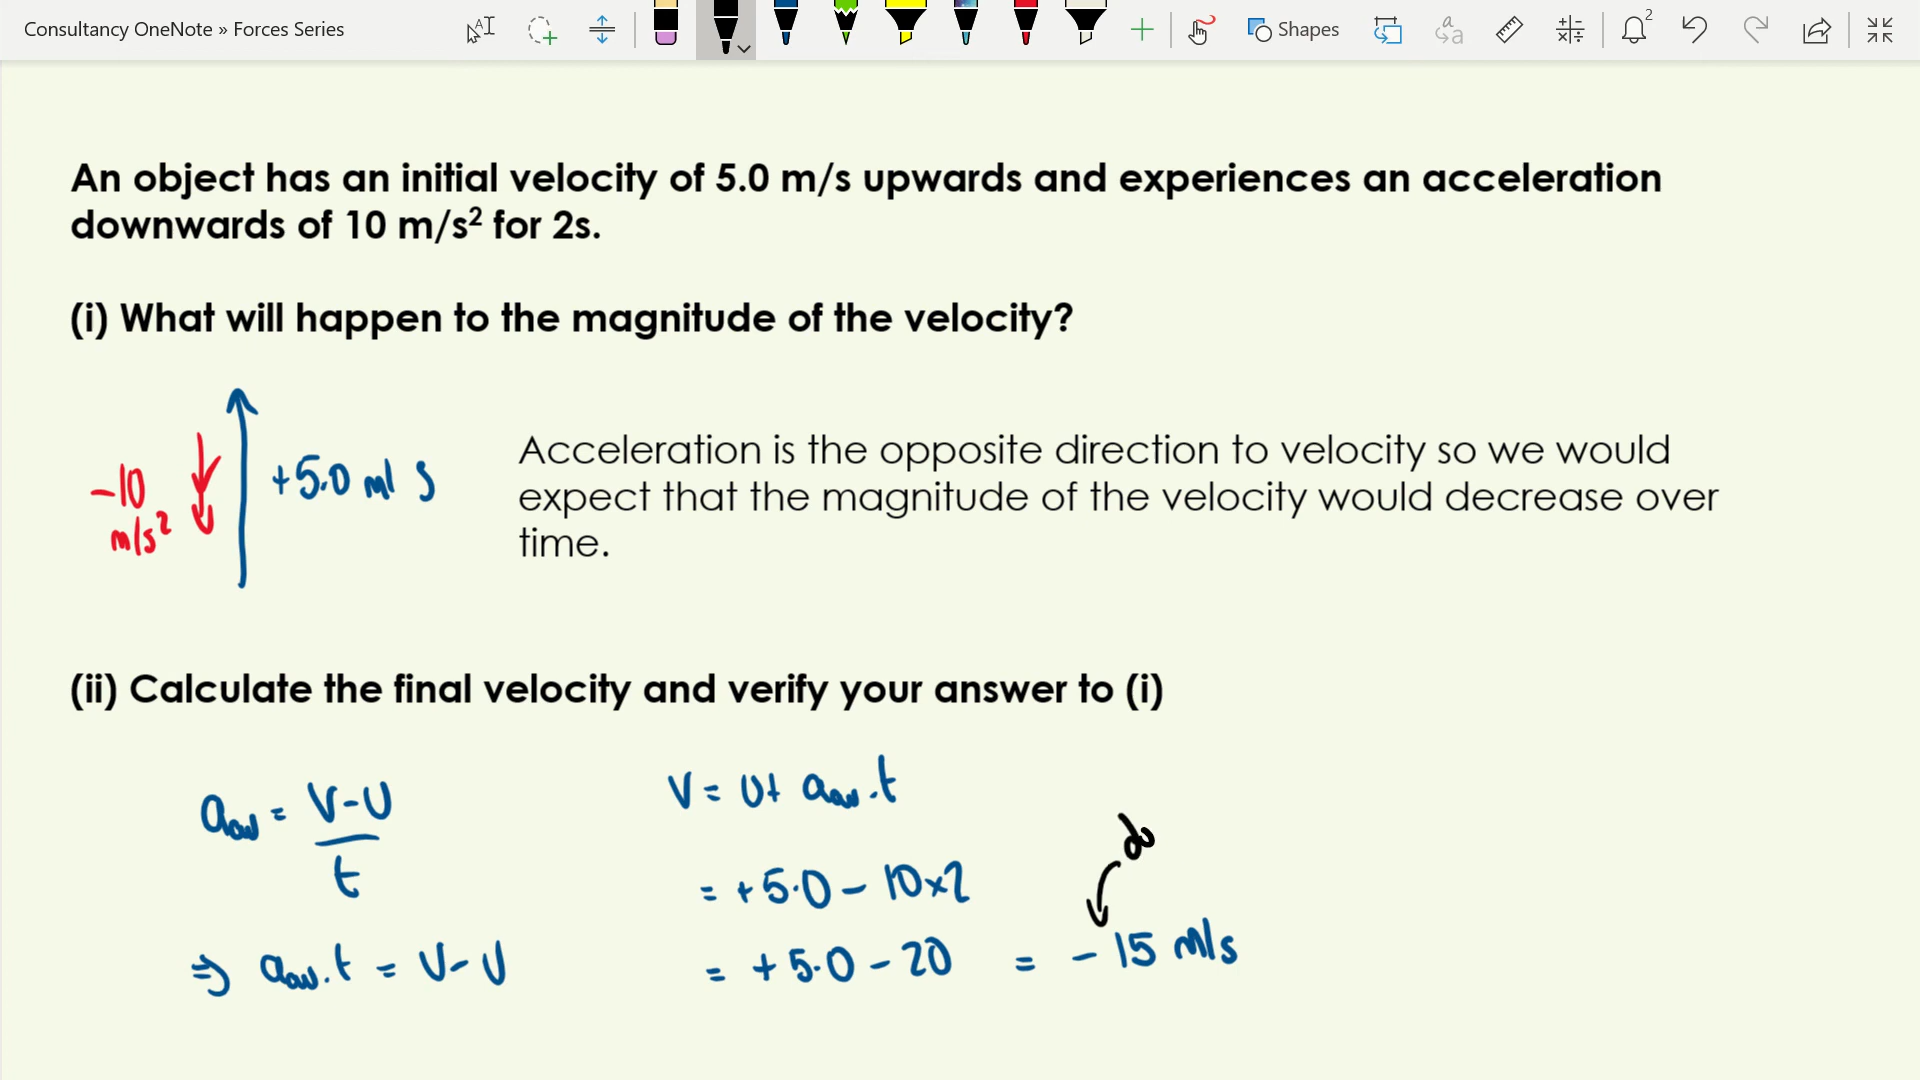 Consultancy OneNote » Forces Series
Shapes
2
An object has an initial velocity of 5.0 m/s upwards and experiences an acceleration
downwards of 10 m/s² for 2s.
(i) What will happen to the magnitude of the velocity?
-10
m/s²
+5.0 m/s
Acceleration is the opposite direction to velocity so we would
expect that the magnitude of the velocity would decrease over
time.
(ii) Calculate the final velocity and verify your answer to (i)
aav = v-u
t
⇒ aav.t = v-u
v = u+ aav.t
= +5.0 - 10×2
= +5.0 - 20 = -15 m/s